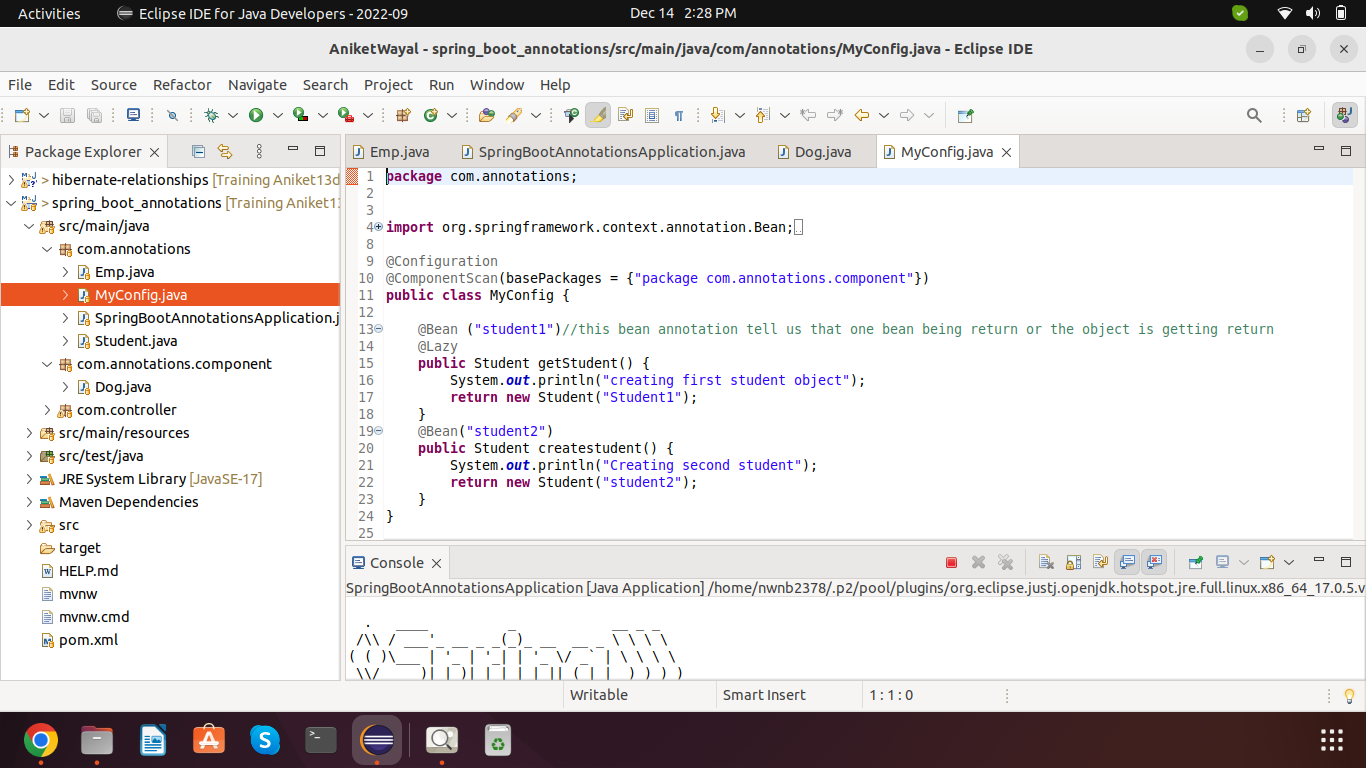 Activities Eclipse IDE for Java Developers - 2022-09 Dec 14 2:28 PM
AniketWayal - spring_boot_annotations/src/main/java/com/annotations/MyConfig.java - Eclipse IDE
File Edit Source Refactor Navigate Search Project Run Window Help
Package Explorer
> hibernate-relationships [Training Aniket13d
> spring_boot_annotations [Training Aniket13
src/main/java
com.annotations
Emp.java
MyConfig.java
SpringBootAnnotationsApplication.j
Student.java
com.annotations.component
Dog.java
com.controller
src/main/resources
src/test/java
JRE System Library [JavaSE-17]
Maven Dependencies
src
target
HELP.md
mvnw
mvnw.cmd
pom.xml
Emp.java SpringBootAnnotationsApplication.java Dog.java MyConfig.java
1 package com.annotations;
2
3
4 import org.springframework.context.annotation.Bean;
8
9 @Configuration
10 @ComponentScan(basePackages = {"package com.annotations.component"})
11 public class MyConfig {
12
13 @Bean ("student1")//this bean annotation tell us that one bean being return or the object is getting return
14 @Lazy
15 public Student getStudent() {
16 System.out.println("creating first student object");
17 return new Student("Student1");
18 }
19 @Bean("student2")
20 public Student createstudent() {
21 System.out.println("Creating second student");
22 return new Student("student2");
23 }
24 }
25
Console
SpringBootAnnotationsApplication [Java Application] /home/nwnb2378/.p2/pool/plugins/org.eclipse.justj.openjdk.hotspot.jre.full.linux.x86_64_17.0.5.v
Writable Smart Insert 1 : 1 : 0